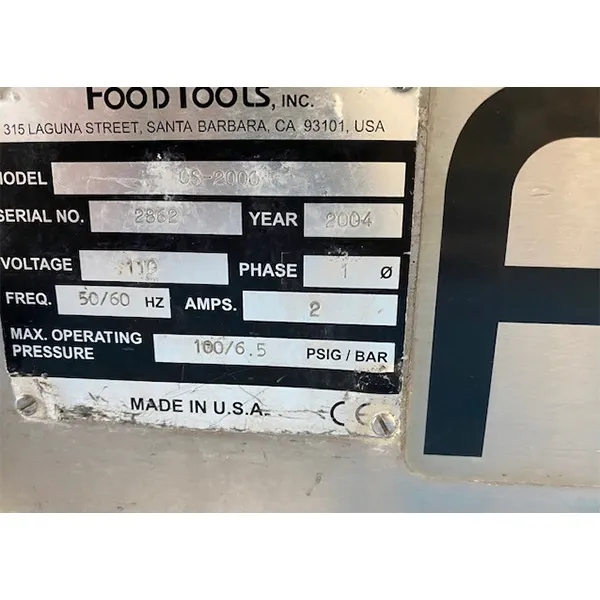 FOODTOOLS, INC.
315 LAGUNA STREET, SANTA BARBARA, CA 93101, USA
MODEL CS-2000
SERIAL NO. 2862 YEAR 2004
VOLTAGE 110 PHASE 1 Ø
FREQ. 50/60 HZ AMPS. 2
MAX. OPERATING
PRESSURE 100/6.5 PSIG / BAR
MADE IN U.S.A. CE